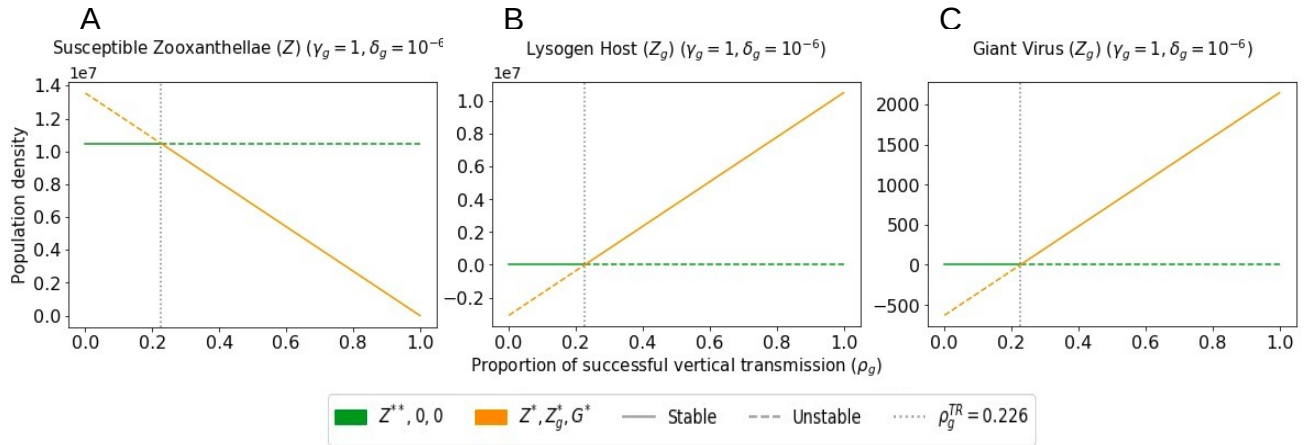 A
B
C
Susceptible Zooxanthellae (Z) (γg = 1, δg = 10⁻⁶
Lysogen Host (Zg) (γg = 1, δg = 10⁻⁶)
Giant Virus (Zg) (γg = 1, δg = 10⁻⁶)
1e7
1e7
Population density
1.4
1.2
1.0
0.8
0.6
0.4
0.2
0.0
0.0 0.2 0.4 0.6 0.8 1.0
1.0
0.8
0.6
0.4
0.2
0.0
−0.2
0.0 0.2 0.4 0.6 0.8 1.0
2000
1500
1000
500
0
−500
0.0 0.2 0.4 0.6 0.8 1.0
Proportion of successful vertical transmission (ρg)
Z**, 0, 0
Z*, Zg*, G*
Stable
Unstable
ρgᵀᴿ = 0.226